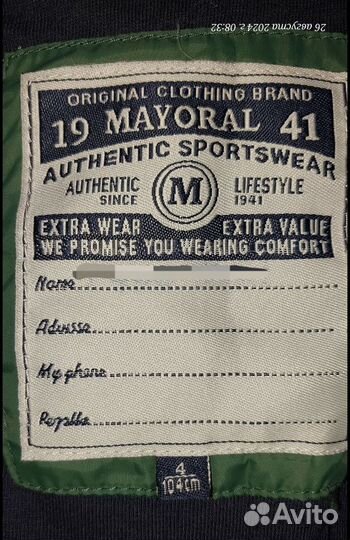 26 августа 2024 г. 08:32
ORIGINAL CLOTHING BRAND
19 MAYORAL 41
AUTHENTIC SPORTSWEAR
AUTHENTIC SINCE M LIFESTYLE 1941
EXTRA WEAR EXTRA VALUE
WE PROMISE YOU WEARING COMFORT
Name
Adresse
My phone
4
104cm
Avito